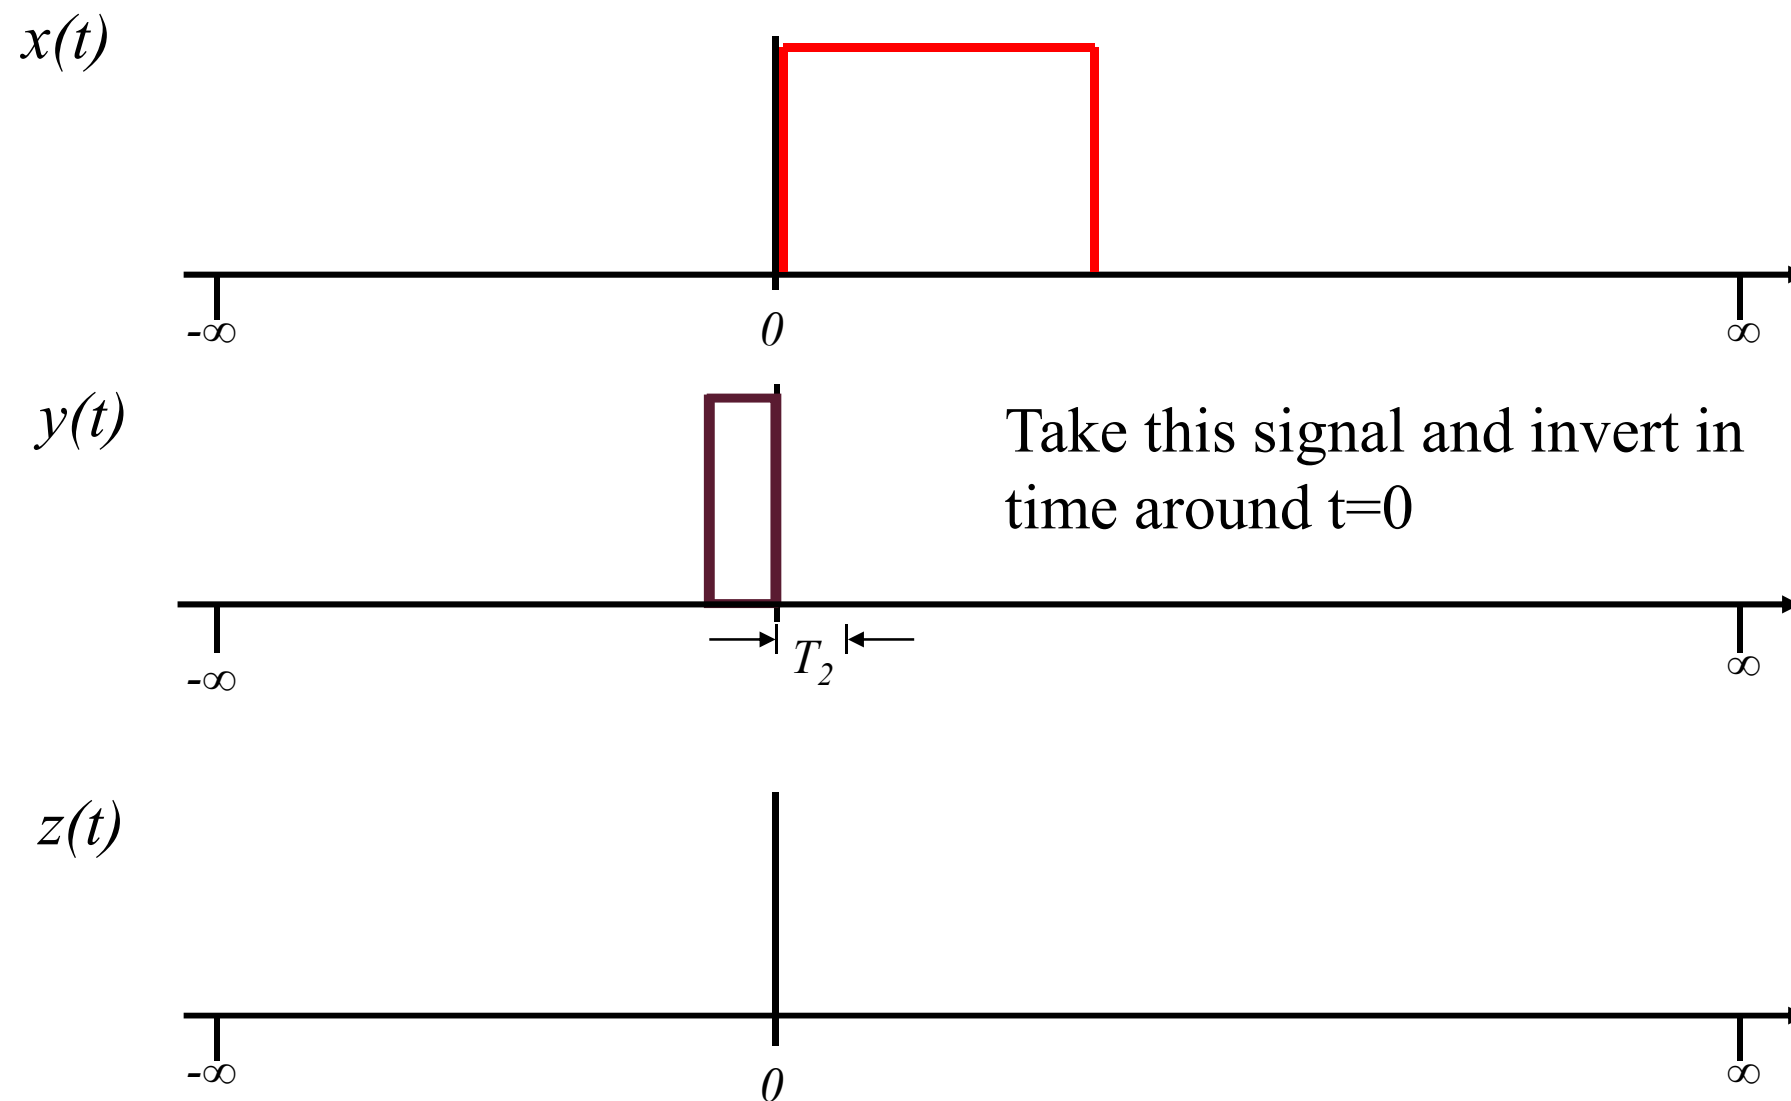 x(t)
-∞ 0 ∞
y(t)
Take this signal and invert in
time around t=0
T₂
-∞ ∞
z(t)
-∞ 0 ∞